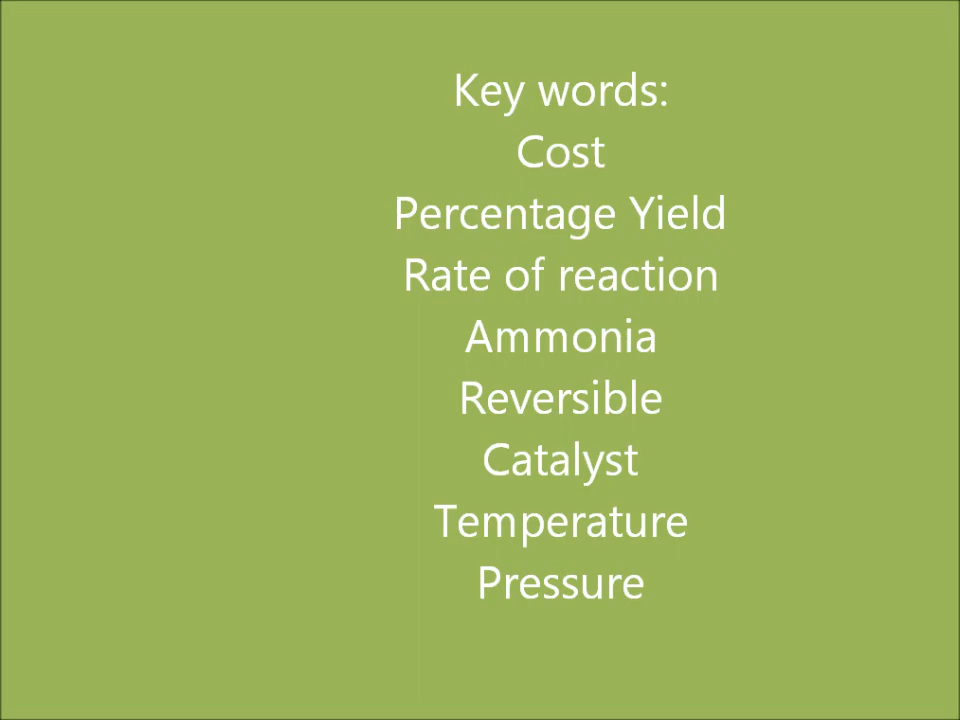 Key words:
Cost
Percentage Yield
Rate of reaction
Ammonia
Reversible
Catalyst
Temperature
Pressure